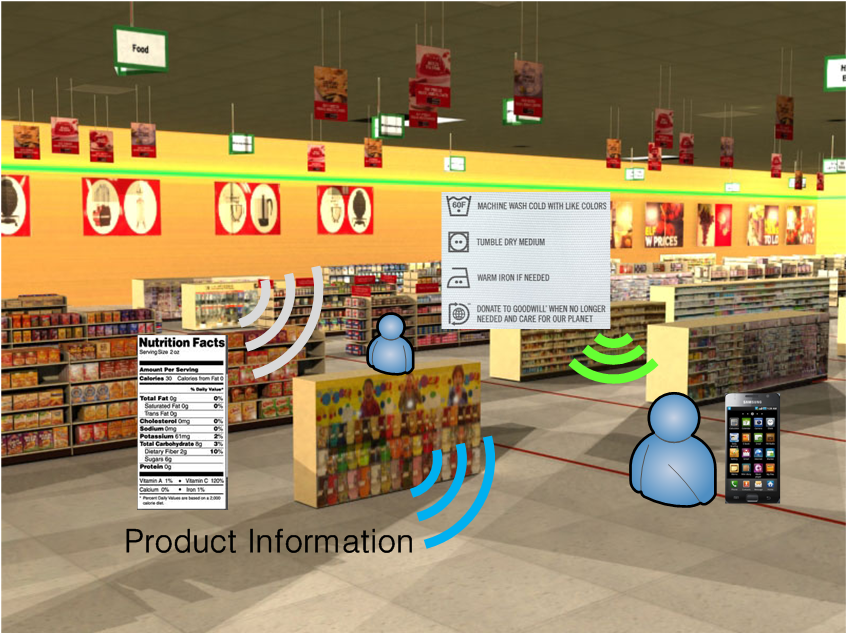 Food
H
60F MACHINE WASH COLD WITH LIKE COLORS
TUMBLE DRY MEDIUM
WARM IRON IF NEEDED
DONATE TO GOODWILL' WHEN NO LONGER
NEEDED AND CARE FOR OUR PLANET
W PRICES
Nutrition Facts
Serving Size 2 oz
Amount Per Serving
Calories 30 Calories from Fat 0
% Daily Value*
Total Fat 0g 0%
Saturated Fat 0g 0%
Trans Fat 0g
Cholesterol 0mg 0%
Sodium 0mg 0%
Potassium 61mg 2%
Total Carbohydrate 8g 3%
Dietary Fiber 2g 10%
Sugars 6g
Protein 0g
Vitamin A 1% • Vitamin C 120%
Calcium 0% • Iron 1%
* Percent Daily Values are based on a 2,000
calorie diet.
SAMSUNG
Product Information